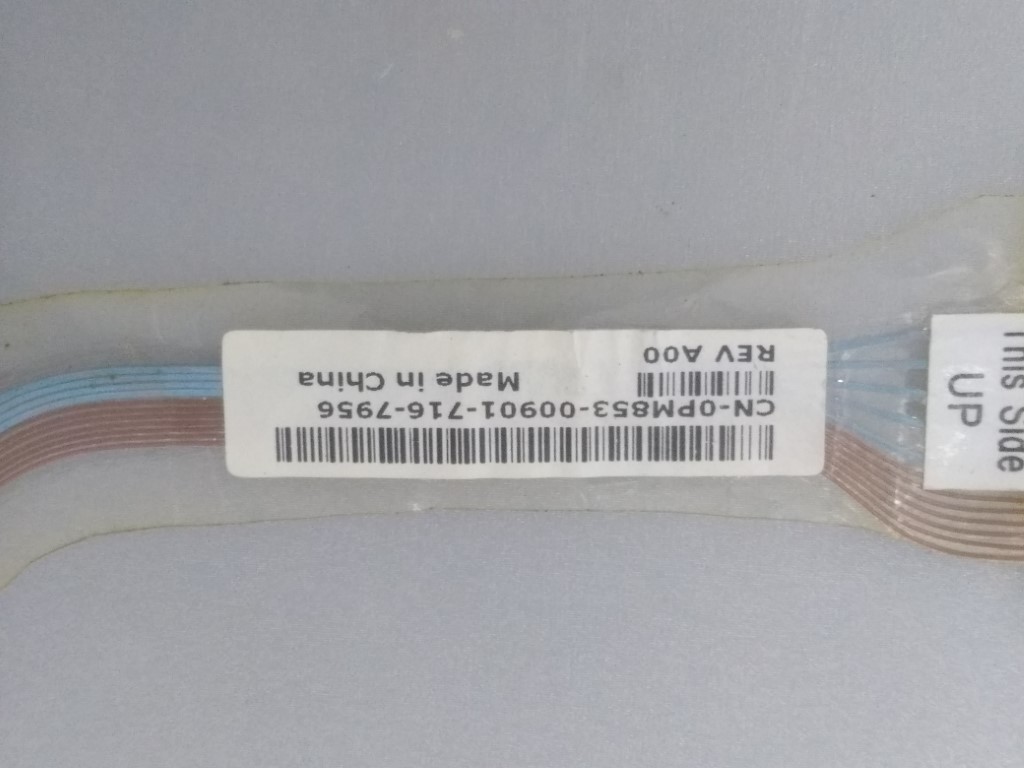 CN-0PM853-00901-716-7956
Made in China
REV A00
This Side
UP